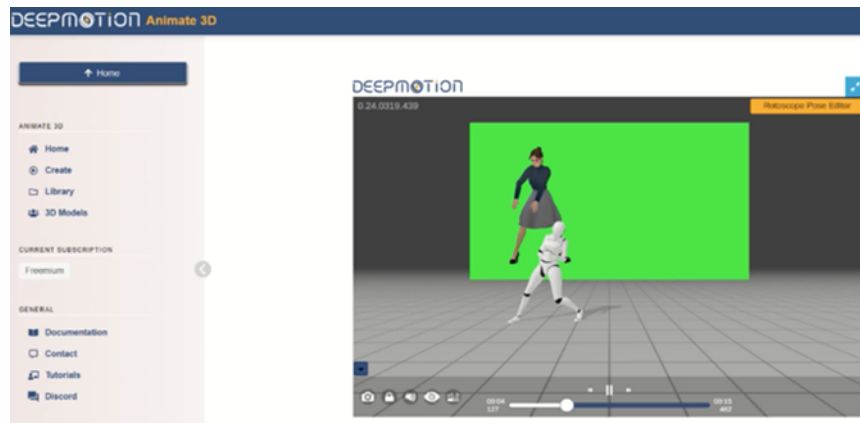 DEEPMOTION Animate 3D
Home
ANIMATE 3D
Home
Create
Library
3D Models
CURRENT SUBSCRIPTION
Freemium
GENERAL
Documentation
Contact
Tutorials
Discord
DEEPMOTION
0.24.0319.439
Rotoscope Pose Editor
00:04
127
00:15
462